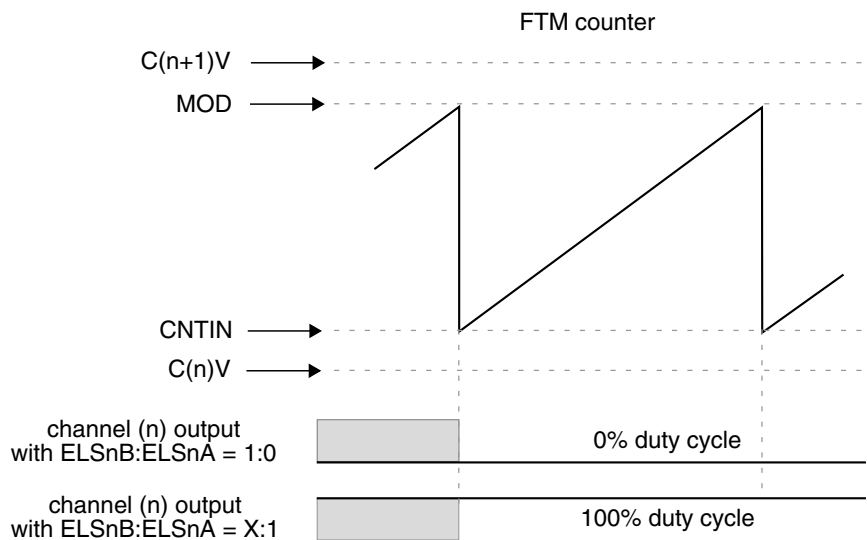 FTM counter
C(n+1)V
MOD
CNTIN
C(n)V
channel (n) output
with ELSnB:ELSnA = 1:0
0% duty cycle
channel (n) output
with ELSnB:ELSnA = X:1
100% duty cycle